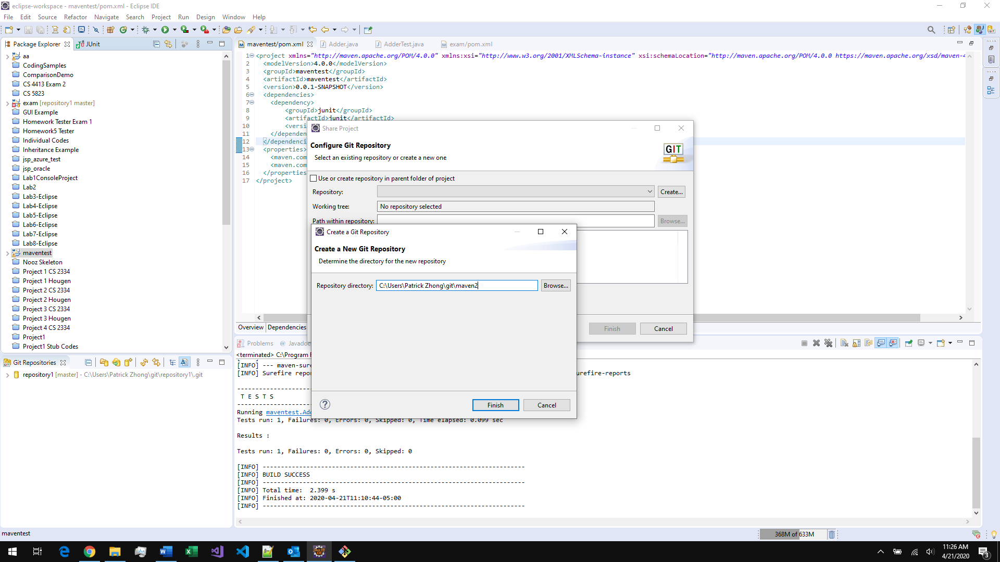 eclipse-workspace - maventest/pom.xml - Eclipse IDE
File Edit Source Refactor Navigate Search Project Run Design Window Help
Package Explorer
JUnit
aa
CodingSamples
ComparisonDemo
CS 4413 Exam 2
CS 5823
exam [repository1 master]
GUI Example
Homework Tester Exam 1
Homework5 Tester
Individual Codes
Inheritance Example
jsp_azure_test
jsp_oracle
Lab1ConsoleProject
Lab2
Lab3-Eclipse
Lab4-Eclipse
Lab5-Eclipse
Lab6-Eclipse
Lab7-Eclipse
Lab8-Eclipse
maventest
Nooz Skeleton
Project 1 CS 2334
Project 1 Hougen
Project 2 CS 2334
Project 2 Hougen
Project 3 CS 2334
Project 3 Hougen
Project 4 CS 2334
Project1
Project1 Stub Codes
Git Repositories
repository1 [master] - C:\Users\Patrick Zhong\git\repository1\.git
maventest/pom.xml Adder.java AdderTest.java exam/pom.xml
1 <project xmlns="http://maven.apache.org/POM/4.0.0" xmlns:xsi="http://www.w3.org/2001/XMLSchema-instance" xsi:schemaLocation="http://maven.apache.org/POM/4.0.0 https://maven.apache.org/xsd/maven-4
2 <modelVersion>4.0.0</modelVersion>
3 <groupId>maventest</groupId>
4 <artifactId>maventest</artifactId>
5 <version>0.0.1-SNAPSHOT</version>
6 <dependencies>
7 <dependency>
8 <groupId>junit</groupId>
9 <artifactId>junit</artifactId>
10 <versi
11 </dependen
12 </dependenci
13 <properties>
14 <maven.com
15 <maven.com
16 </properties
17 </project>
Overview Dependencies
Share Project
Configure Git Repository
Select an existing repository or create a new one
GIT
Use or create repository in parent folder of project
Repository:
Create...
Working tree: No repository selected
Path within repository:
Browse...
Finish Cancel
Create a Git Repository
Create a New Git Repository
Determine the directory for the new repository
Repository directory: C:\Users\Patrick Zhong\git\maven2 Browse...
Finish Cancel
Problems @ Javadoc
<terminated> C:\Program F
[INFO] --- maven-sure
[INFO] Surefire repor urefire-reports
-------------------
T E S T S
-------------------
Running maventest.Add
Tests run: 1, Failures: 0, Errors: 0, Skipped: 0, Time elapsed: 0.099 sec
Results :
Tests run: 1, Failures: 0, Errors: 0, Skipped: 0
[INFO] ------------------------------------------------------------------------
[INFO] BUILD SUCCESS
[INFO] ------------------------------------------------------------------------
[INFO] Total time:  2.399 s
[INFO] Finished at: 2020-04-21T11:10:44-05:00
[INFO] ------------------------------------------------------------------------
maventest
368M of 633M
11:26 AM
4/21/2020
3